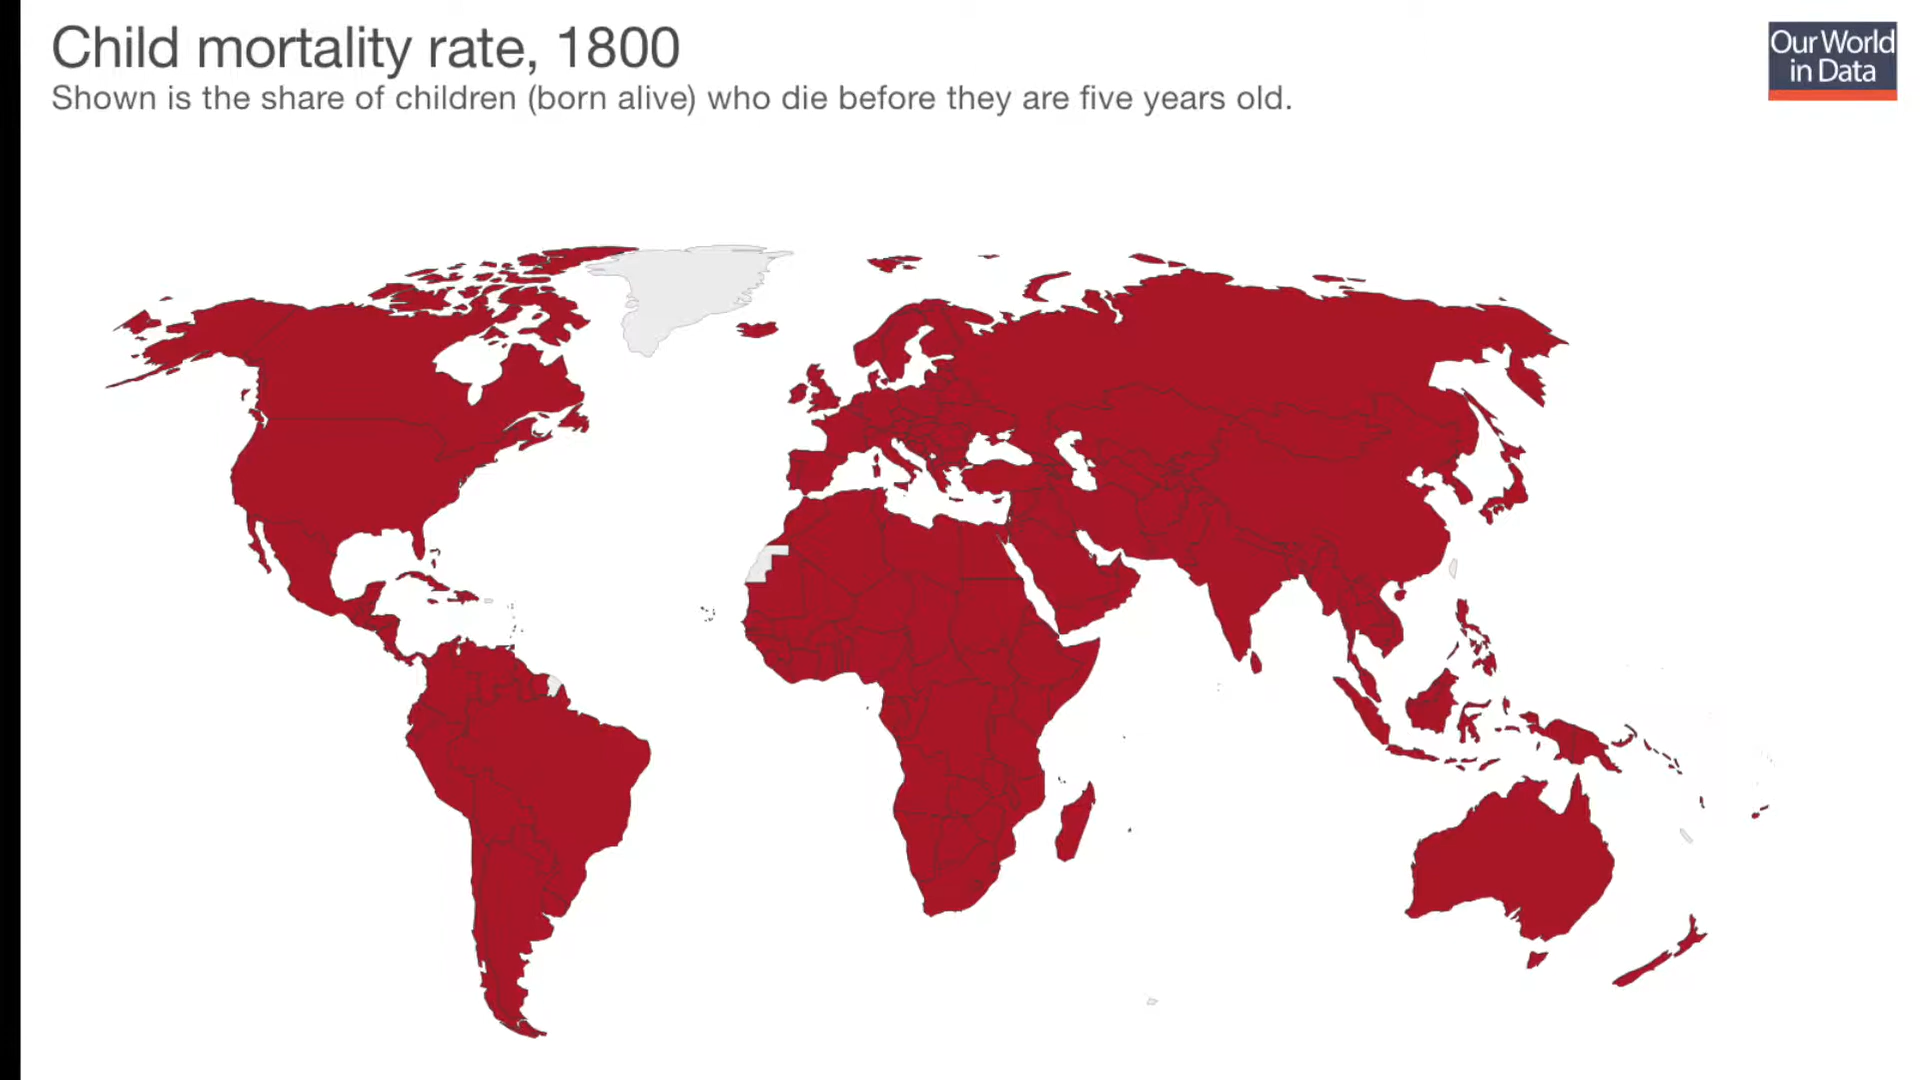 Child mortality rate, 1800
Shown is the share of children (born alive) who die before they are five years old.
Our World
in Data